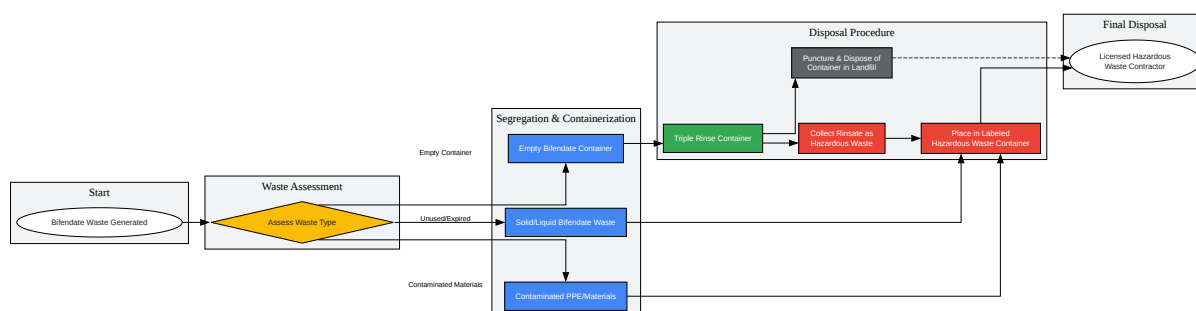 Final Disposal
Disposal Procedure
Puncture & Dispose of
Container in Landfill
Licensed Hazardous
Waste Contractor
Segregation & Containerization
Triple Rinse Container
Collect Rinsate as
Hazardous Waste
Place in Labeled
Hazardous Waste Container
Empty Container
Empty Bifendate Container
Start
Waste Assessment
Bifendate Waste Generated
Assess Waste Type
Unused/Expired
Solid/Liquid Bifendate Waste
Contaminated Materials
Contaminated PPE/Materials